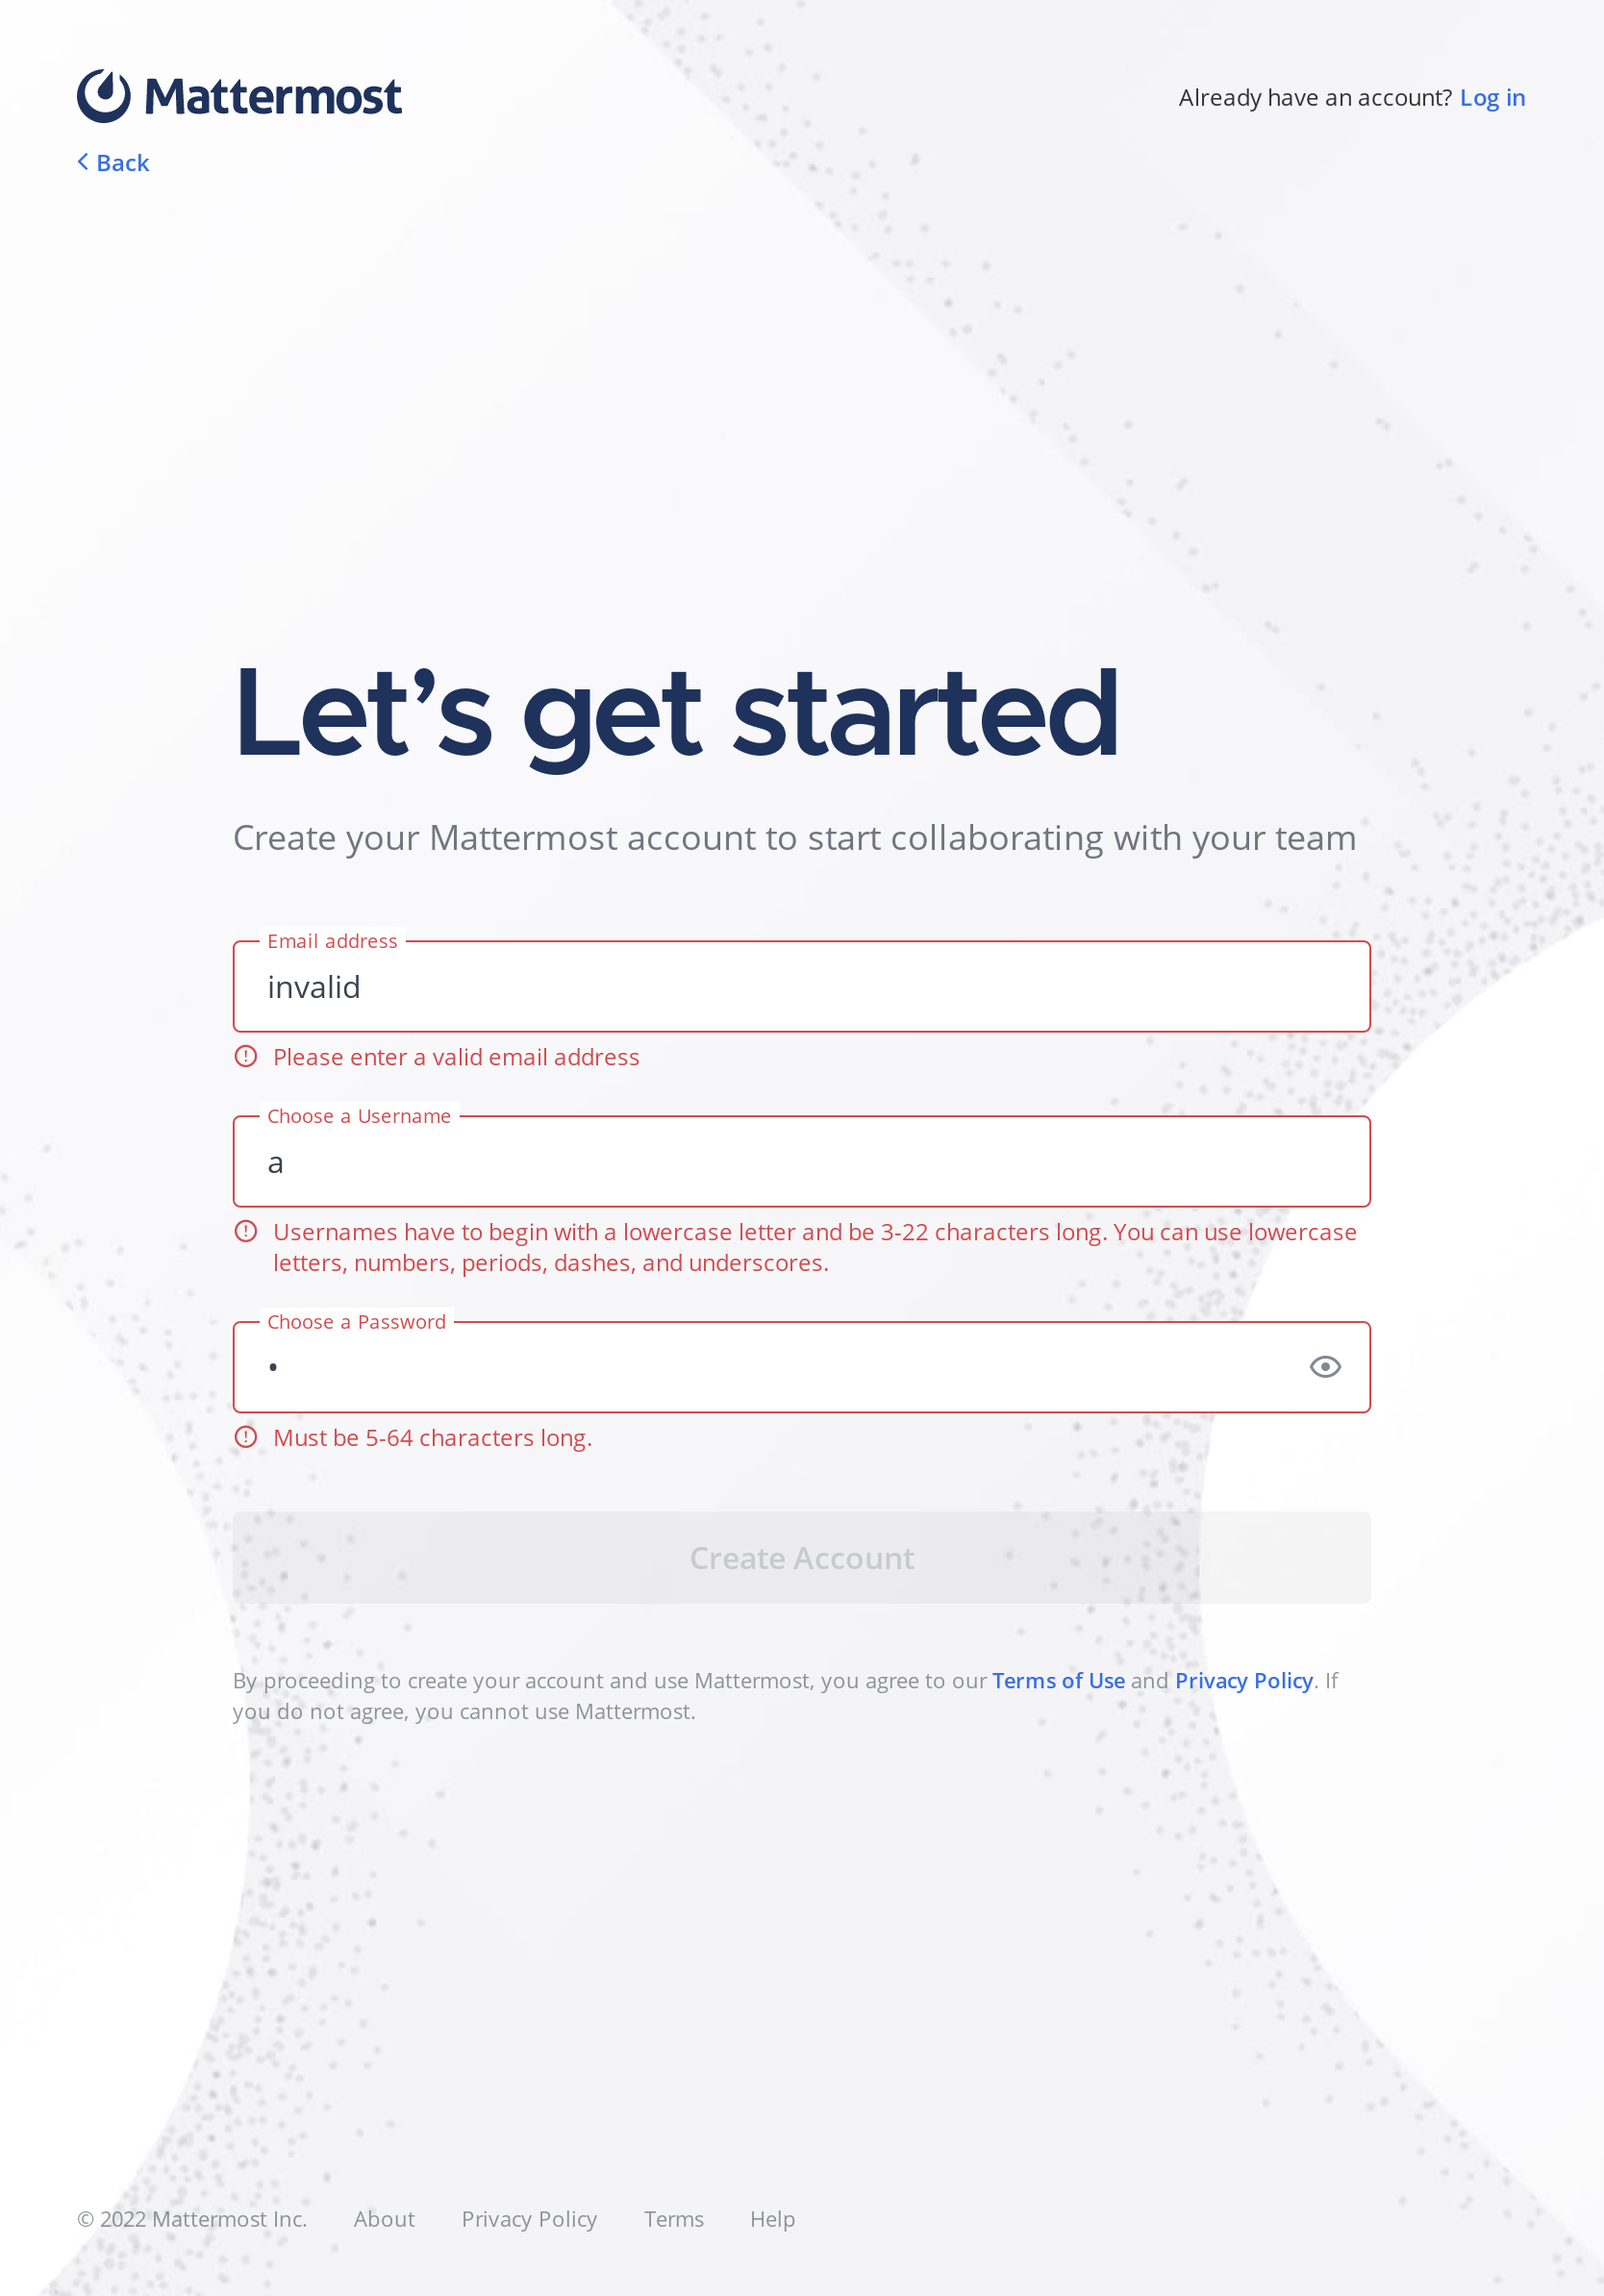 Mattermost
Already have an account? Log in
Back
Let’s get started
Create your Mattermost account to start collaborating with your team
Email address
invalid
Please enter a valid email address
Choose a Username
a
Usernames have to begin with a lowercase letter and be 3-22 characters long. You can use lowercase
letters, numbers, periods, dashes, and underscores.
Choose a Password
•
Must be 5-64 characters long.
Create Account
By proceeding to create your account and use Mattermost, you agree to our Terms of Use and Privacy Policy. If
you do not agree, you cannot use Mattermost.
© 2022 Mattermost Inc. About Privacy Policy Terms Help